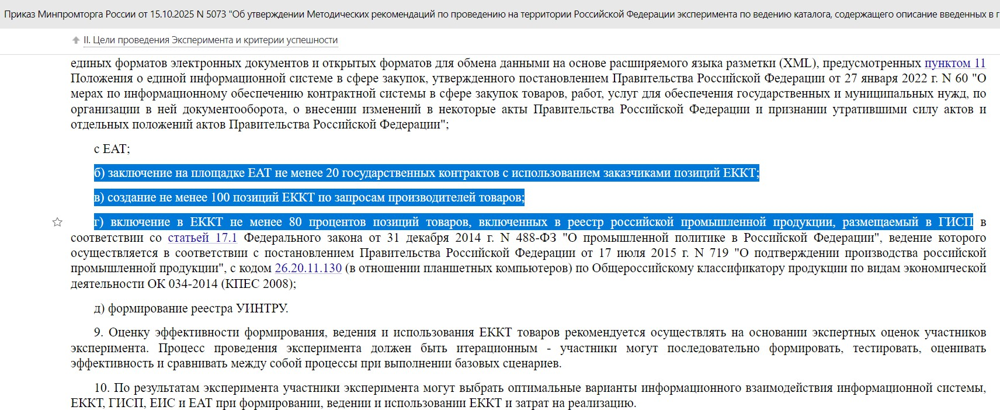 Приказ Минпромторга России от 15.10.2025 N 5073 "Об утверждении Методических рекомендаций по проведению на территории Российской Федерации эксперимента по ведению каталога, содержащего описание введенных в г
II. Цели проведения Эксперимента и критерии успешности
единых форматов электронных документов и открытых форматов для обмена данными на основе расширяемого языка разметки (XML), предусмотренных пунктом 11
Положения о единой информационной системе в сфере закупок, утвержденного постановлением Правительства Российской Федерации от 27 января 2022 г. N 60 "О
мерах по информационному обеспечению контрактной системы в сфере закупок товаров, работ, услуг для обеспечения государственных и муниципальных нужд, по
организации в ней документооборота, о внесении изменений в некоторые акты Правительства Российской Федерации и признании утратившими силу актов и
отдельных положений актов Правительства Российской Федерации";
с ЕАТ;
б) заключение на площадке ЕАТ не менее 20 государственных контрактов с использованием заказчиками позиций ЕККТ;
в) создание не менее 100 позиций ЕККТ по запросам производителей товаров;
г) включение в ЕККТ не менее 80 процентов позиций товаров, включенных в реестр российской промышленной продукции, размещаемый в ГИСП в
соответствии со статьей 17.1 Федерального закона от 31 декабря 2014 г. N 488-ФЗ "О промышленной политике в Российской Федерации", ведение которого
осуществляется в соответствии с постановлением Правительства Российской Федерации от 17 июля 2015 г. N 719 "О подтверждении производства российской
промышленной продукции", с кодом 26.20.11.130 (в отношении планшетных компьютеров) по Общероссийскому классификатору продукции по видам экономической
деятельности ОК 034-2014 (КПЕС 2008);
д) формирование реестра УИНТРУ.
9. Оценку эффективности формирования, ведения и использования ЕККТ товаров рекомендуется осуществлять на основании экспертных оценок участников
эксперимента. Процесс проведения эксперимента должен быть итерационным - участники могут последовательно формировать, тестировать, оценивать
эффективность и сравнивать между собой процессы при выполнении базовых сценариев.
10. По результатам эксперимента участники эксперимента могут выбрать оптимальные варианты информационного взаимодействия информационной системы,
ЕККТ, ГИСП, ЕИС и ЕАТ при формировании, ведении и использовании ЕККТ и затрат на реализацию.